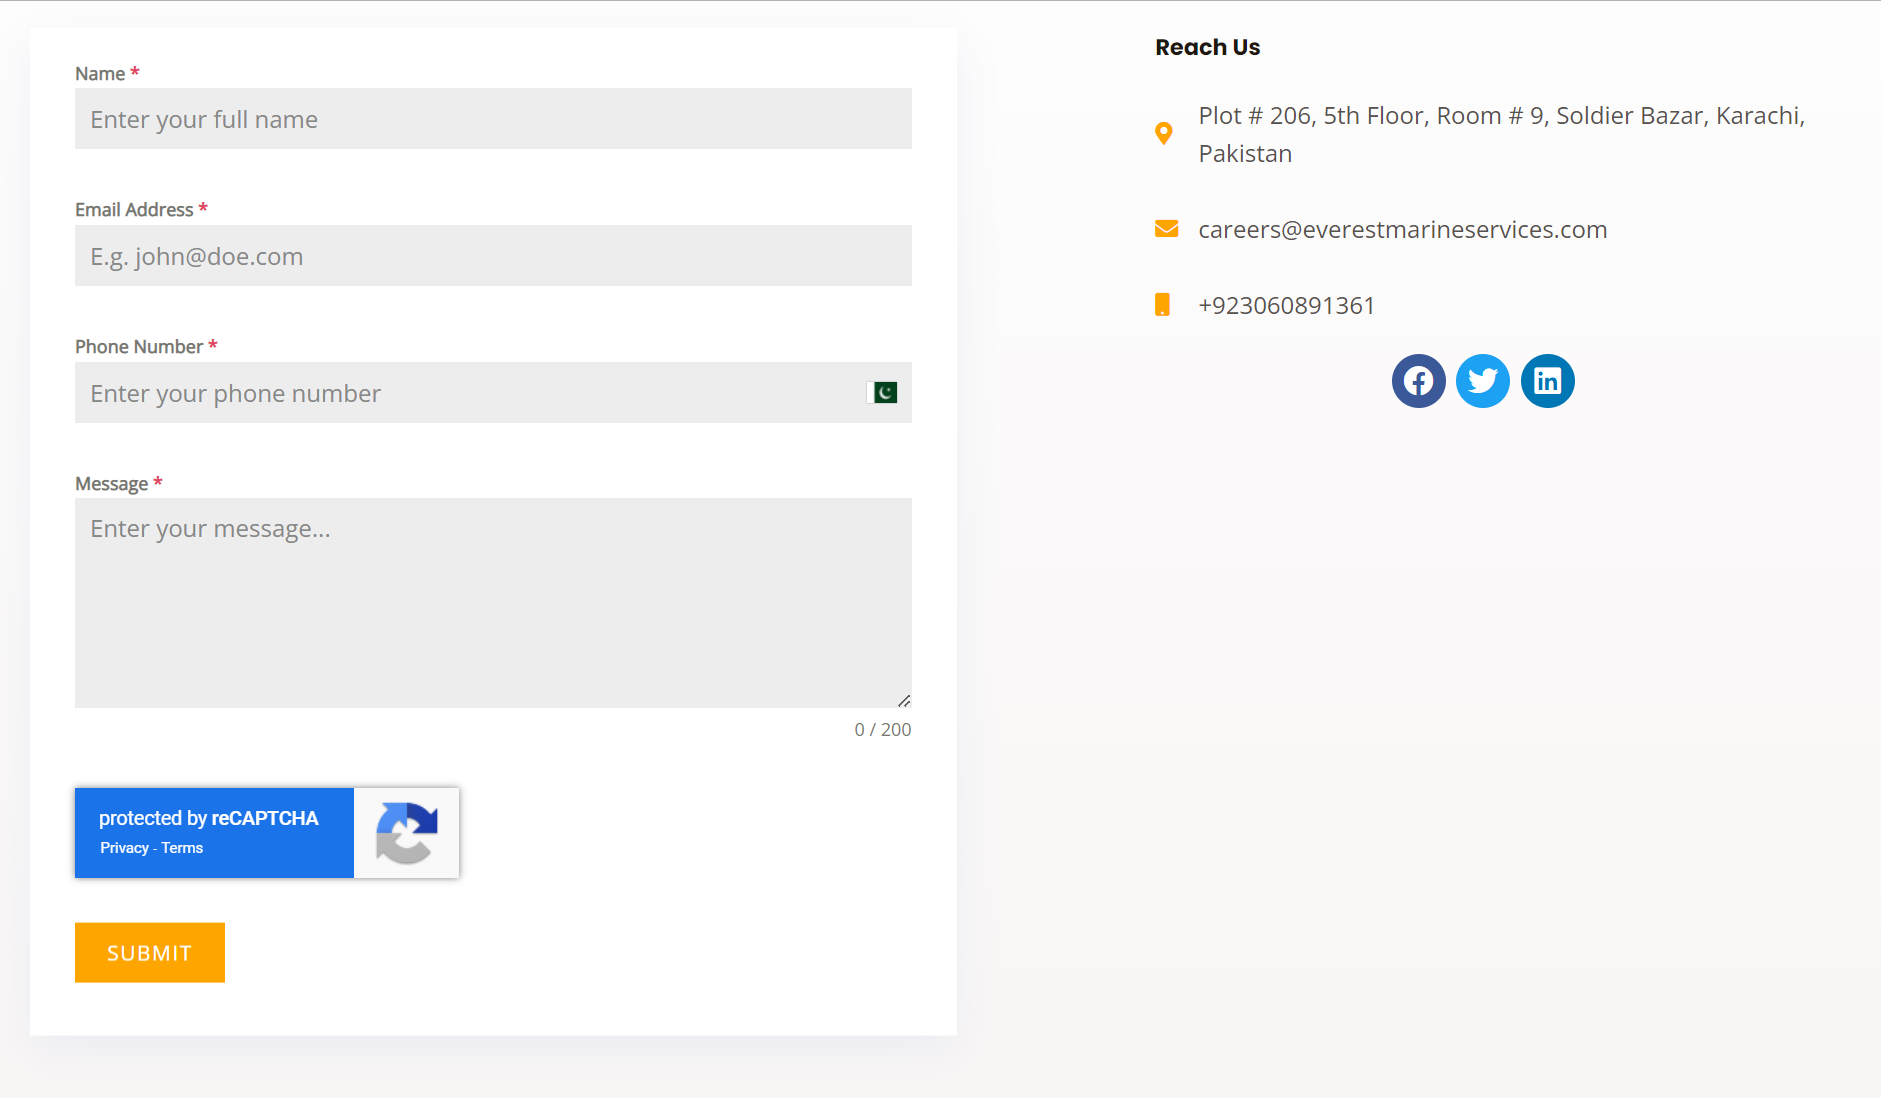 Name *
Enter your full name
Email Address *
E.g. john@doe.com
Phone Number *
Enter your phone number
Message *
Enter your message...
0 / 200
protected by reCAPTCHA
Privacy - Terms
SUBMIT
Reach Us
Plot # 206, 5th Floor, Room # 9, Soldier Bazar, Karachi,
Pakistan
careers@everestmarineservices.com
+923060891361